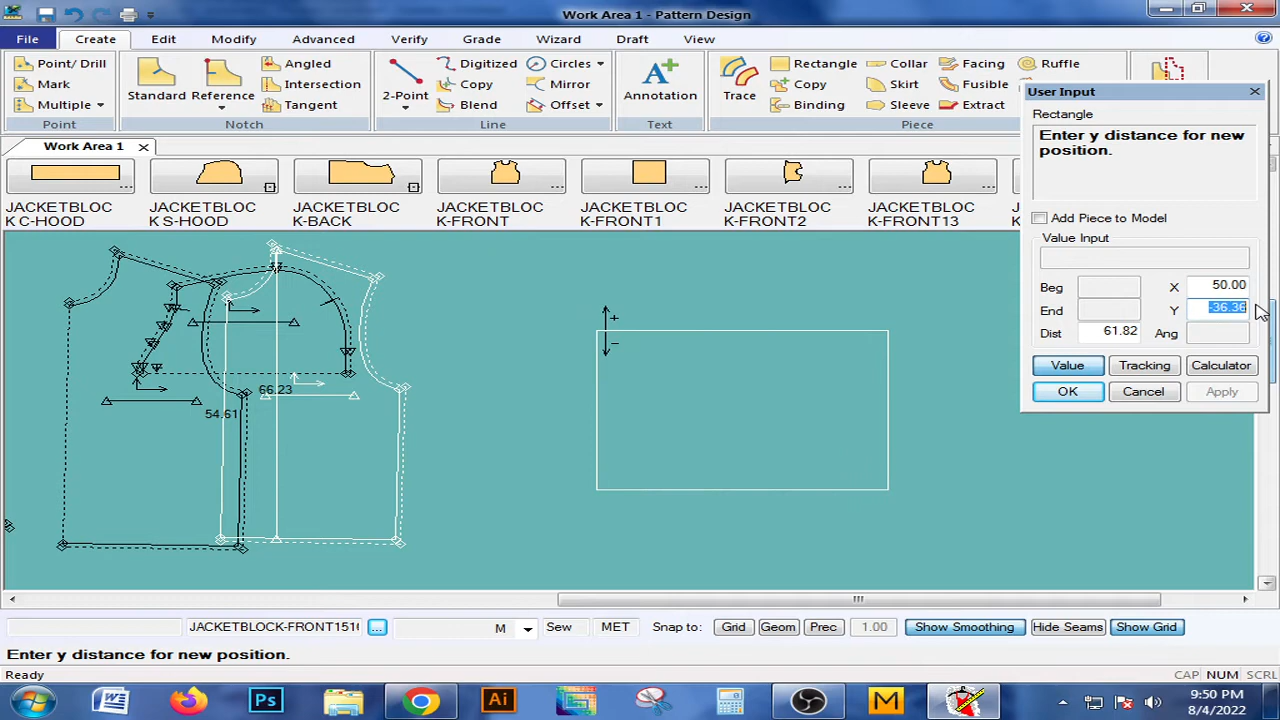 Work Area 1 - Pattern Design
File Create Edit Modify Advanced Verify Grade Wizard Draft View
Point/ Drill
Mark
Multiple
Point
Standard
Reference
Angled
Intersection
Tangent
Notch
2-Point
Digitized
Copy
Blend
Circles
Mirror
Offset
Line
Annotation
Text
Trace
Rectangle
Copy
Binding
Collar
Skirt
Sleeve
Facing
Fusible
Extract
Ruffle
Piece
Work Area 1
JACKETBLOC
K C-HOOD
JACKETBLOC
K S-HOOD
JACKETBLOC
K-BACK
JACKETBLOC
K-FRONT
JACKETBLOC
K-FRONT1
JACKETBLOC
K-FRONT2
JACKETBLOC
K-FRONT13
66.23
54.61
User Input
Rectangle
Enter y distance for new
position.
Add Piece to Model
Value Input
Beg X 50.00
End Y -36.36
Dist 61.82 Ang
Value Tracking Calculator
OK Cancel Apply
JACKETBLOCK-FRONT151 ... M Sew MET Snap to: Grid Geom Prec 1.00 Show Smoothing Hide Seams Show Grid
Enter y distance for new position.
Ready CAP NUM SCRL
W Ps Ai M
9:50 PM
8/4/2022